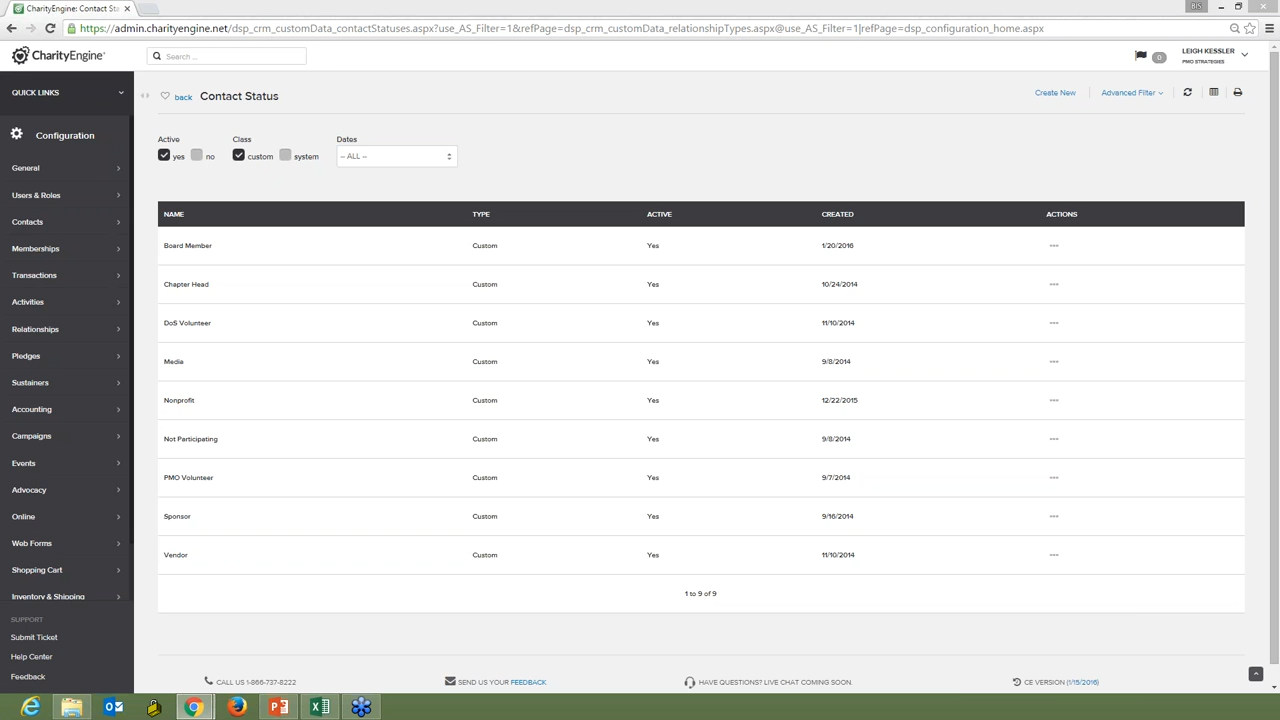 CharityEngine: Contact Stat
BS
https://admin.charityengine.net/dsp_crm_customData_contactStatuses.aspx?use_AS_Filter=1&refPage=dsp_crm_customData_relationshipTypes.aspx@use_AS_Filter=1|refPage=dsp_configuration_home.aspx
CharityEngine
Search ...
0
LEIGH KESSLER
PMO STRATEGIES
QUICK LINKS
Configuration
General
Users & Roles
Contacts
Memberships
Transactions
Activities
Relationships
Pledges
Sustainers
Accounting
Campaigns
Events
Advocacy
Online
Web Forms
Shopping Cart
Inventory & Shipping
SUPPORT
Submit Ticket
Help Center
Feedback
back Contact Status
Create New
Advanced Filter
Active Class Dates
yes no custom system -- ALL --
NAME TYPE ACTIVE CREATED ACTIONS
Board Member Custom Yes 1/20/2016
Chapter Head Custom Yes 10/24/2014
DoS Volunteer Custom Yes 11/10/2014
Media Custom Yes 9/8/2014
Nonprofit Custom Yes 12/22/2015
Not Participating Custom Yes 9/8/2014
PMO Volunteer Custom Yes 9/7/2014
Sponsor Custom Yes 9/16/2014
Vendor Custom Yes 11/10/2014
1 to 9 of 9
CALL US 1-866-737-8222
SEND US YOUR FEEDBACK
HAVE QUESTIONS? LIVE CHAT COMING SOON.
CE VERSION (1/15/2016)